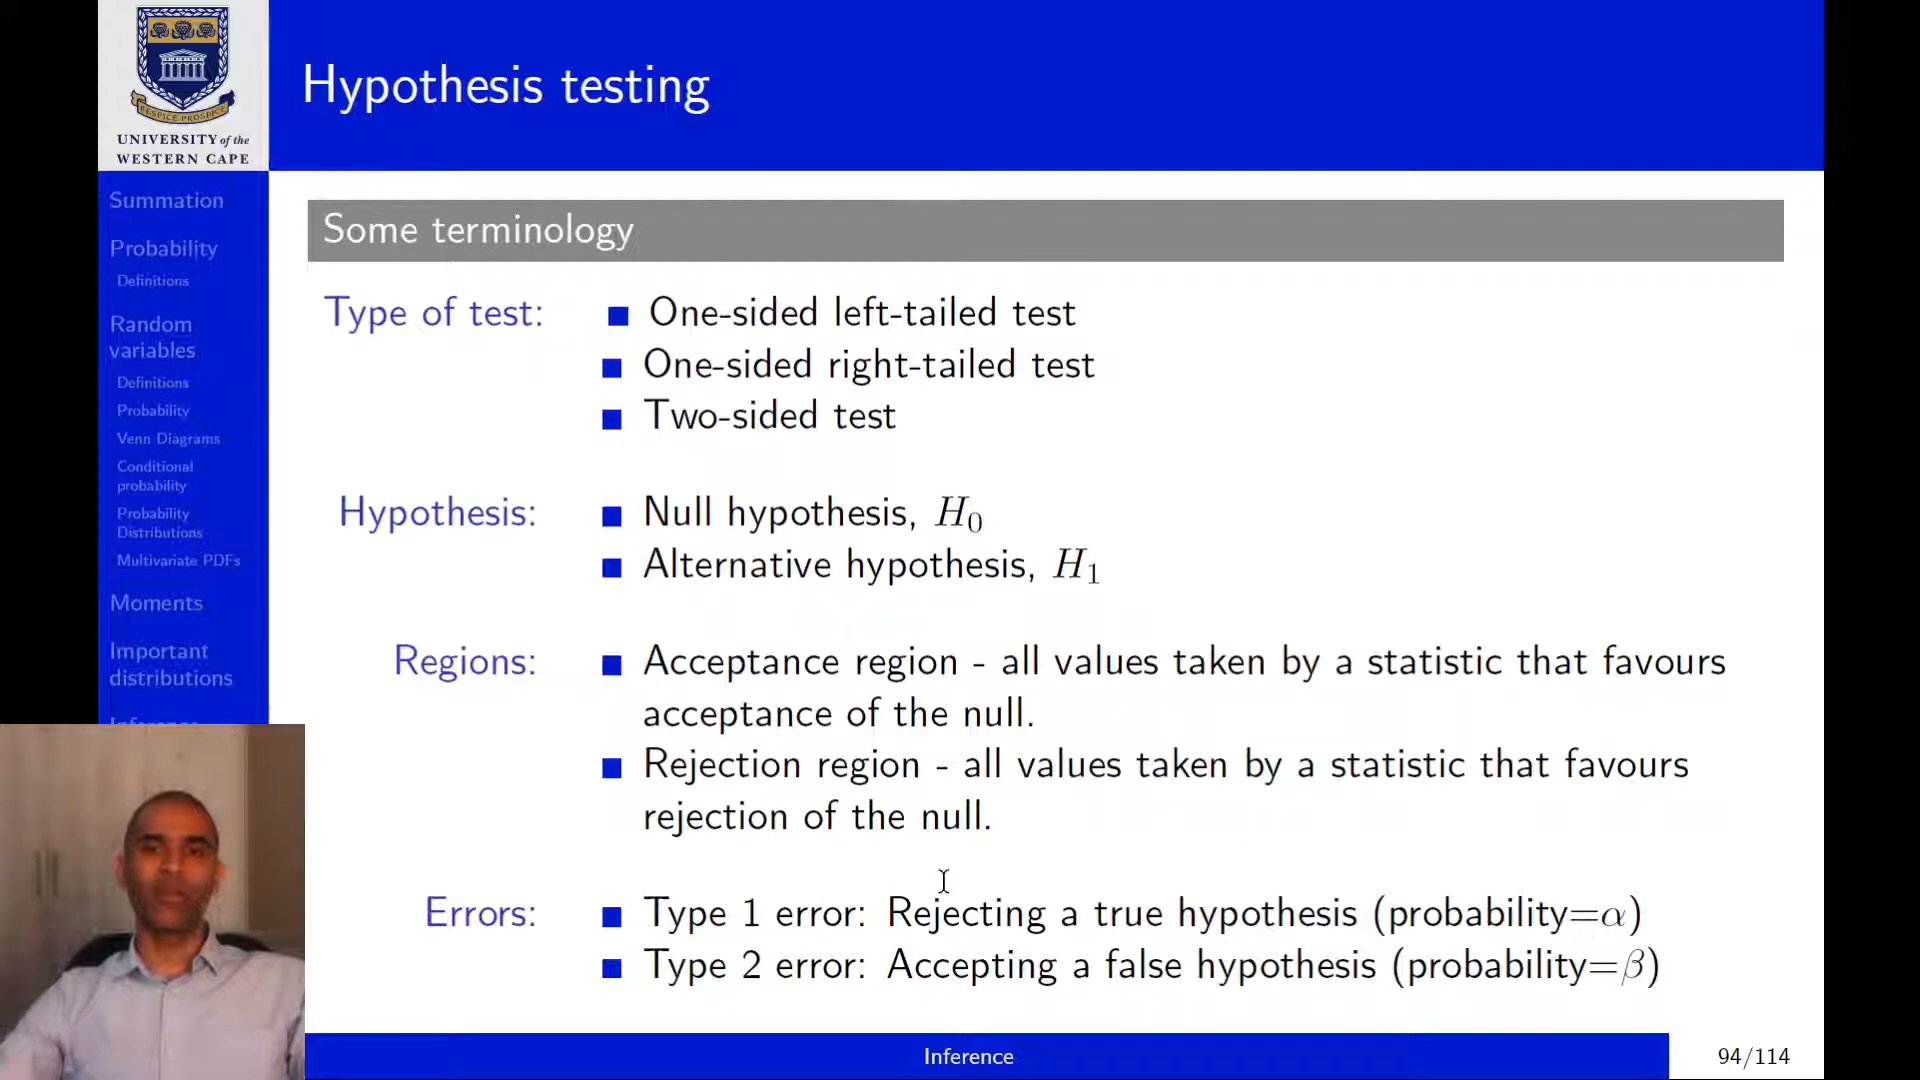 RESPICE PROSPICE
UNIVERSITY of the
WESTERN CAPE
Hypothesis testing
Summation
Probability
Definitions
Random
variables
Definitions
Probability
Venn Diagrams
Conditional
probability
Probability
Distributions
Multivariate PDFs
Moments
Important
distributions
Inference
Some terminology
Type of test: ■ One-sided left-tailed test
■ One-sided right-tailed test
■ Two-sided test
Hypothesis: ■ Null hypothesis, H₀
■ Alternative hypothesis, H₁
Regions: ■ Acceptance region - all values taken by a statistic that favours
acceptance of the null.
■ Rejection region - all values taken by a statistic that favours
rejection of the null.
Errors: ■ Type 1 error: Rejecting a true hypothesis (probability=α)
■ Type 2 error: Accepting a false hypothesis (probability=β)
Inference
94/114